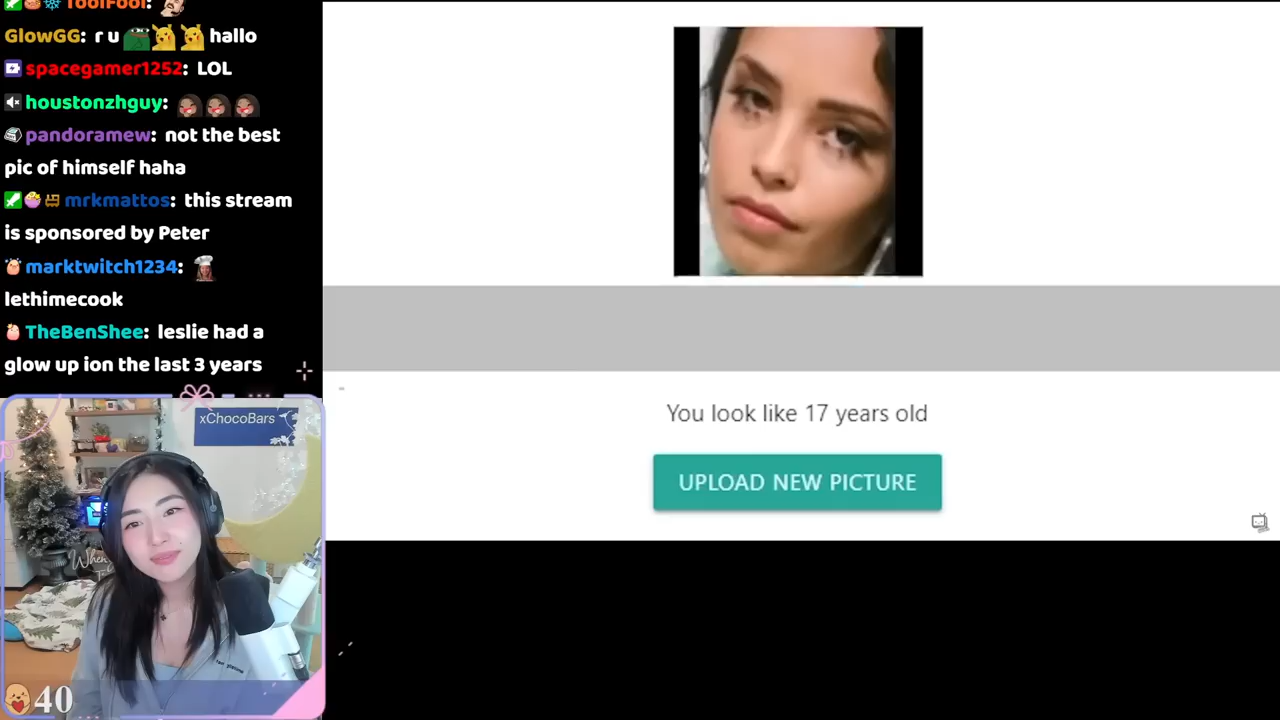 ToolFool:
GlowGG: r u hallo
spacegamer1252: LOL
houstonzhguy:
pandoramew: not the best
pic of himself haha
mrkmattos: this stream
is sponsored by Peter
marktwitch1234:
lethimecook
TheBenShee: leslie had a
glow up ion the last 3 years
xChocoBars
When
40
You look like 17 years old
UPLOAD NEW PICTURE